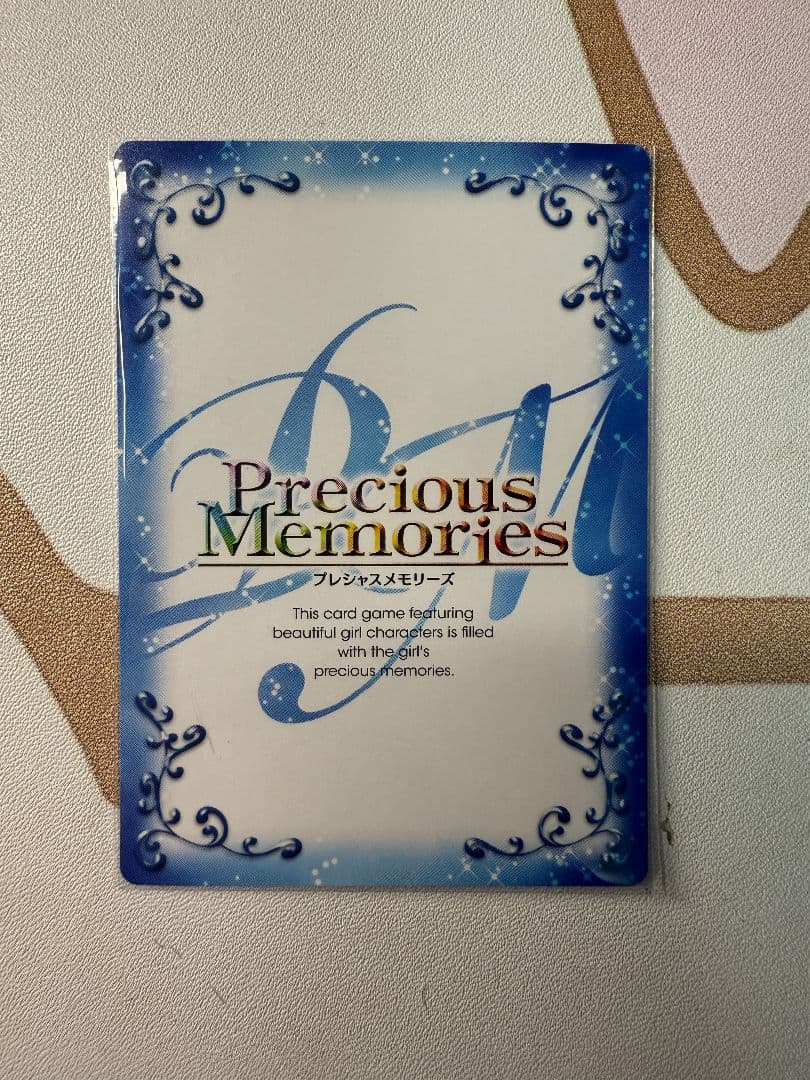 Precious
Memories
プレシャスメモリーズ
This card game featuring
beautiful girl characters is filled
with the girl's
precious memories.